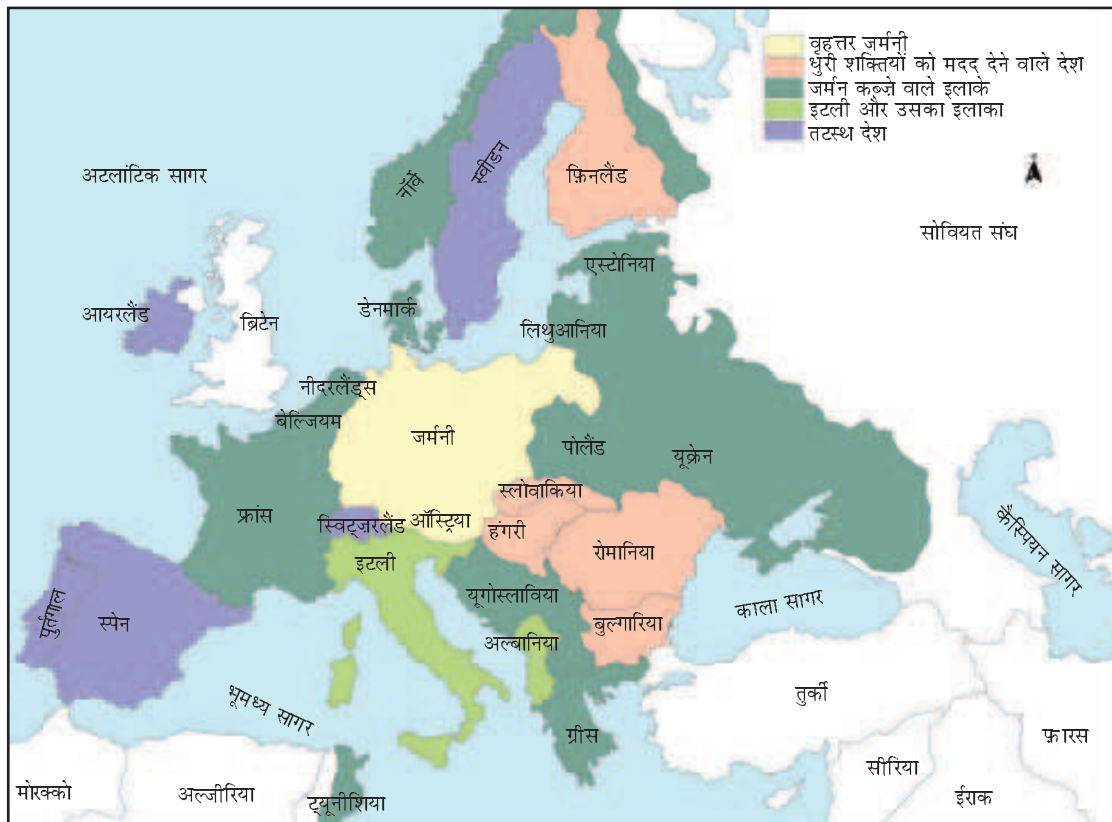 वृहत्तर जर्मनी
धुरी शक्तियों को मदद देने वाले देश
जर्मन कब्ज़े वाले इलाके
इटली और उसका इलाका
तटस्थ देश
अटलांटिक सागर
नॉर्वे
स्वीडन
फ़िनलैंड
सोवियत संघ
एस्टोनिया
आयरलैंड
ब्रिटेन
डेनमार्क
लिथुआनिया
नीदरलैंड्स
बेल्जियम
जर्मनी
पोलैंड
यूक्रेन
स्लोवाकिया
फ्रांस
स्विट्ज़रलैंड
ऑस्ट्रिया
हंगरी
रोमानिया
कैस्पियन सागर
इटली
यूगोस्लाविया
काला सागर
पुर्तगाल
स्पेन
बुल्गारिया
अल्बानिया
भूमध्य सागर
तुर्की
ग्रीस
फ़ारस
सीरिया
मोरक्को
अल्जीरिया
ट्यूनीशिया
ईराक